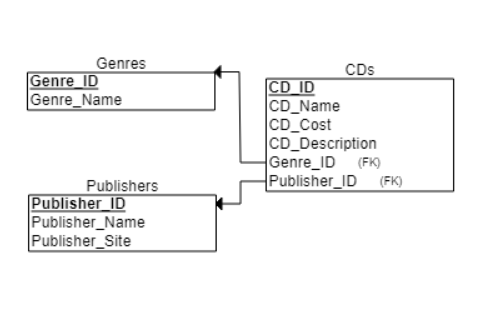 Genres
Genre_ID
Genre_Name
CDs
CD_ID
CD_Name
CD_Cost
CD_Description
Genre_ID (FK)
Publisher_ID (FK)
Publishers
Publisher_ID
Publisher_Name
Publisher_Site